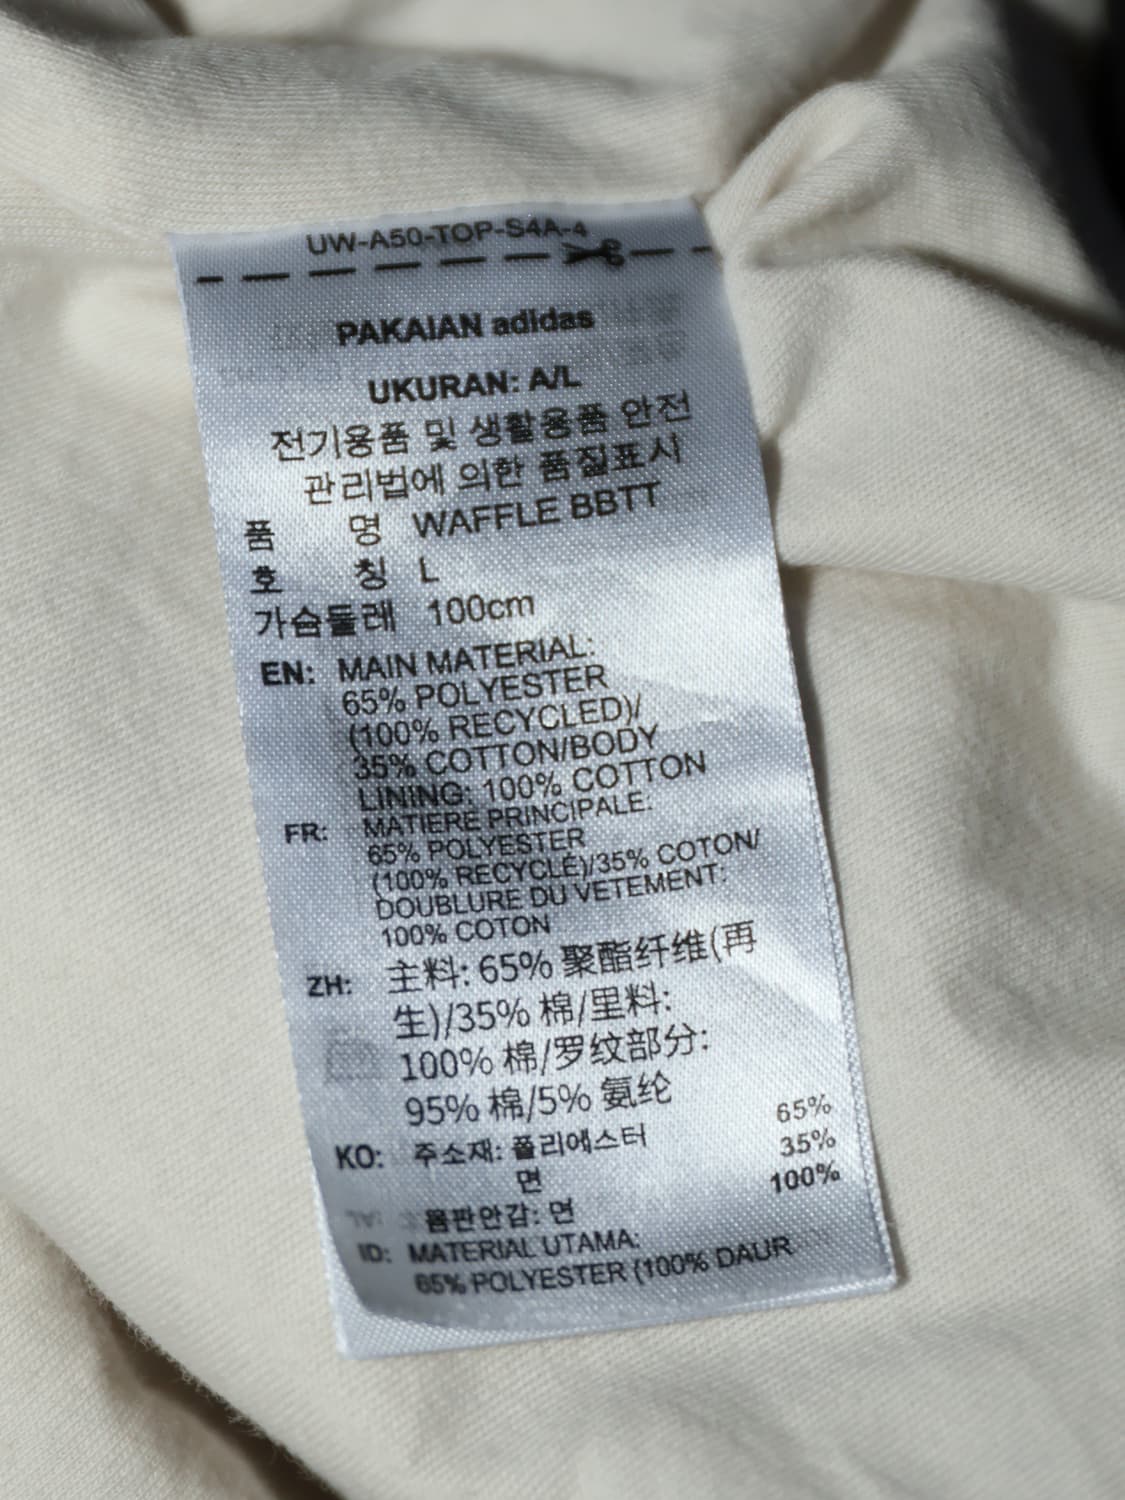 UW-A50-TOP-S4A-4
PAKAIAN adidas
UKURAN: A/L
전기용품 및 생활용품 안전
관리법에 의한 품질표시
품 명 WAFFLE BBTT
호 칭 L
가슴둘레 100cm
EN: MAIN MATERIAL:
65% POLYESTER
(100% RECYCLED)/
35% COTTON/BODY
LINING: 100% COTTON
FR: MATIERE PRINCIPALE:
65% POLYESTER
(100% RECYCLÉ)/35% COTON/
DOUBLURE DU VETEMENT:
100% COTON
ZH: 主料: 65% 聚酯纤维(再
生)/35% 棉/里料:
100% 棉/罗纹部分:
95% 棉/5% 氨纶
KO: 주소재: 폴리에스터 65%
면 35%
몸판안감: 면 100%
ID: MATERIAL UTAMA:
65% POLYESTER (100% DAUR